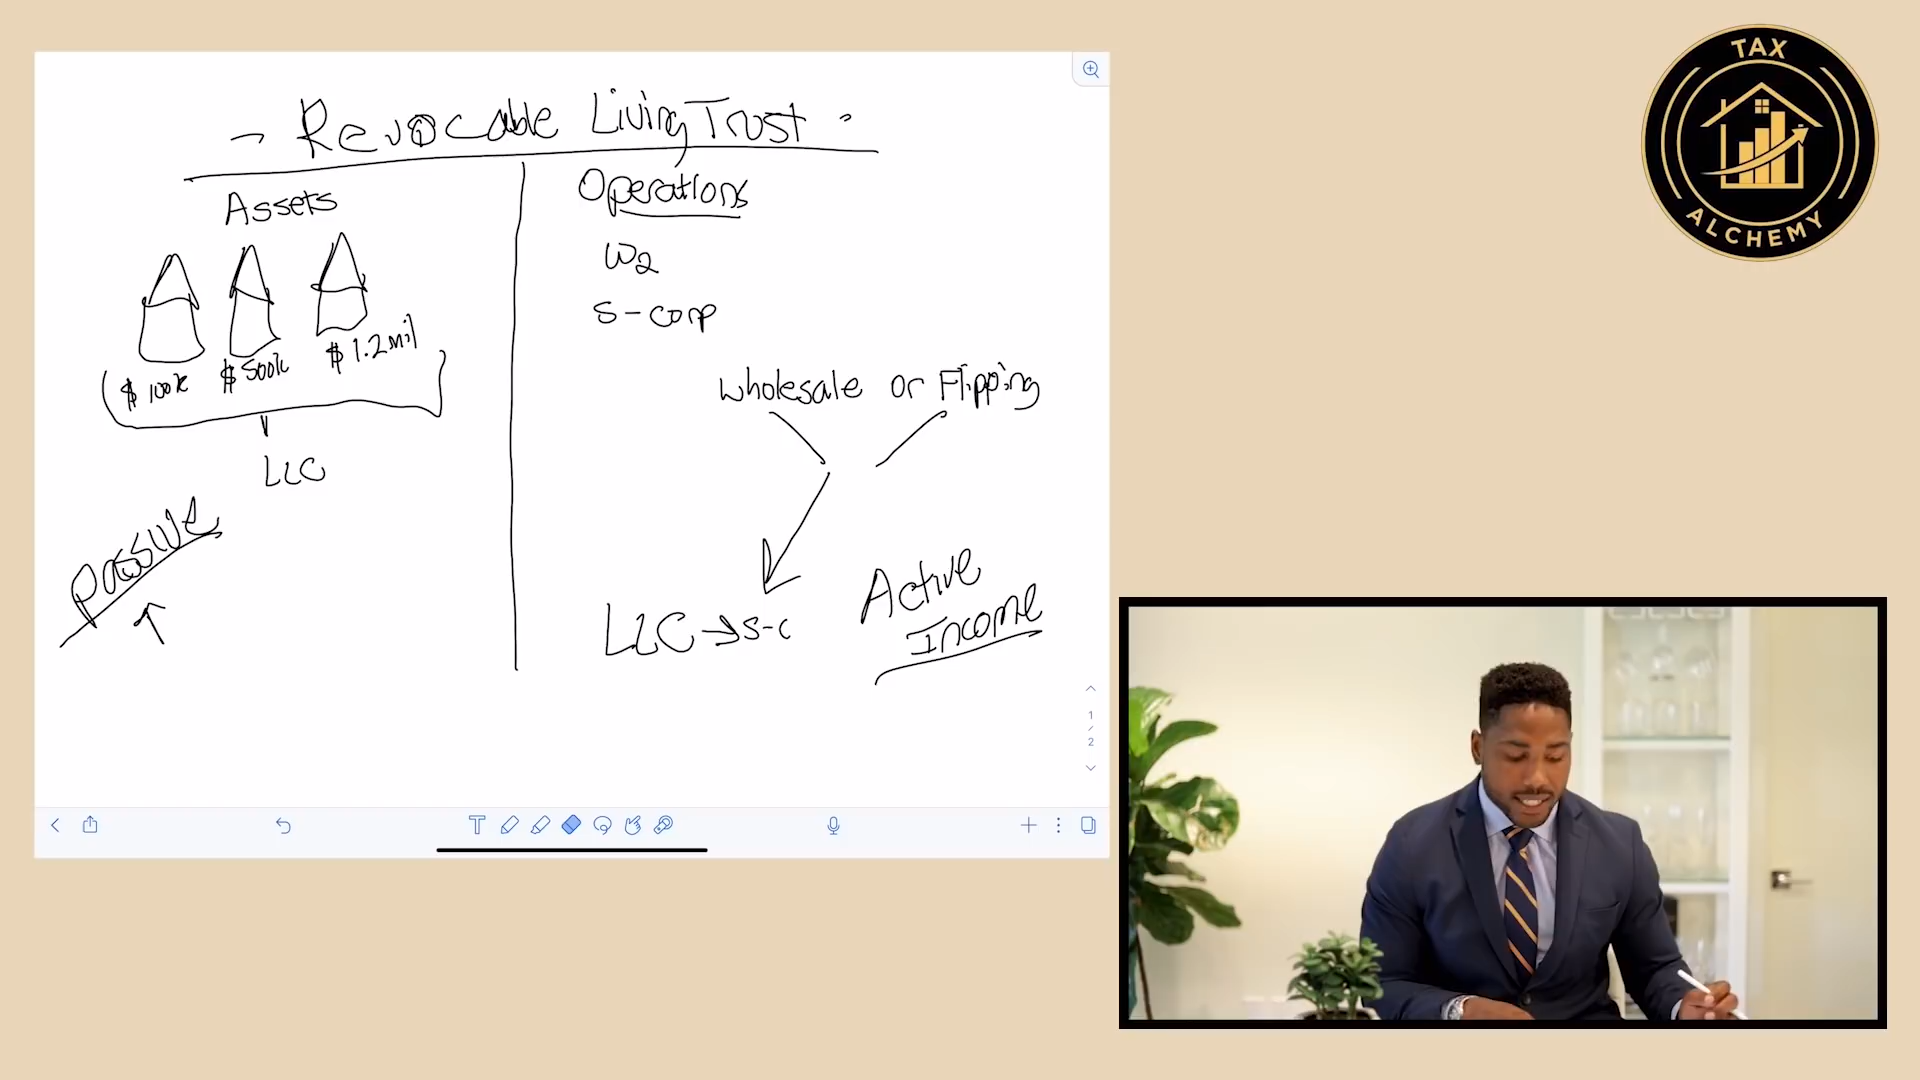 - Revocable Living Trust -
Assets
$ 100k
$ 500k
$ 1.2mil
LLC
Passive
Operations
W2
S-corp
Wholesale or Flipping
LLC → S-C
Active
Income
1
/
2
TAX
ALCHEMY